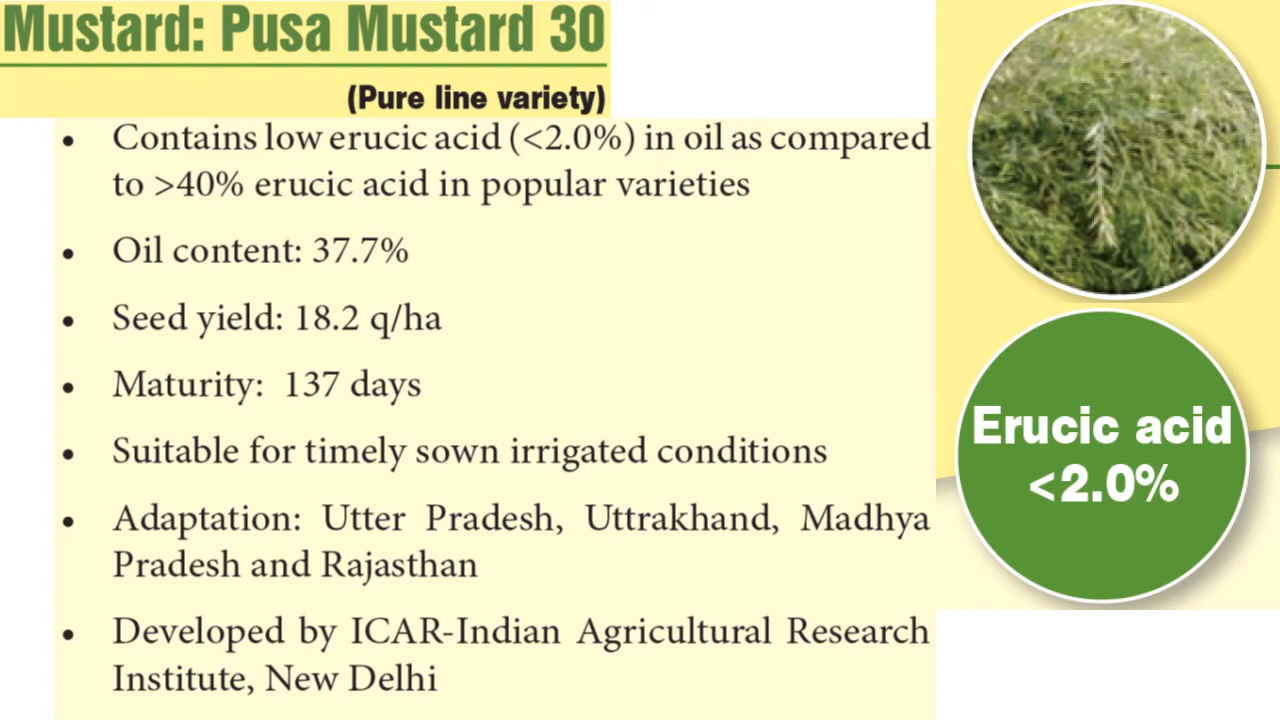 Mustard: Pusa Mustard 30
(Pure line variety)
• Contains low erucic acid (<2.0%) in oil as compared
to >40% erucic acid in popular varieties
• Oil content: 37.7%
• Seed yield: 18.2 q/ha
• Maturity: 137 days
• Suitable for timely sown irrigated conditions
• Adaptation: Utter Pradesh, Uttrakhand, Madhya
Pradesh and Rajasthan
• Developed by ICAR-Indian Agricultural Research
Institute, New Delhi
Erucic acid
<2.0%